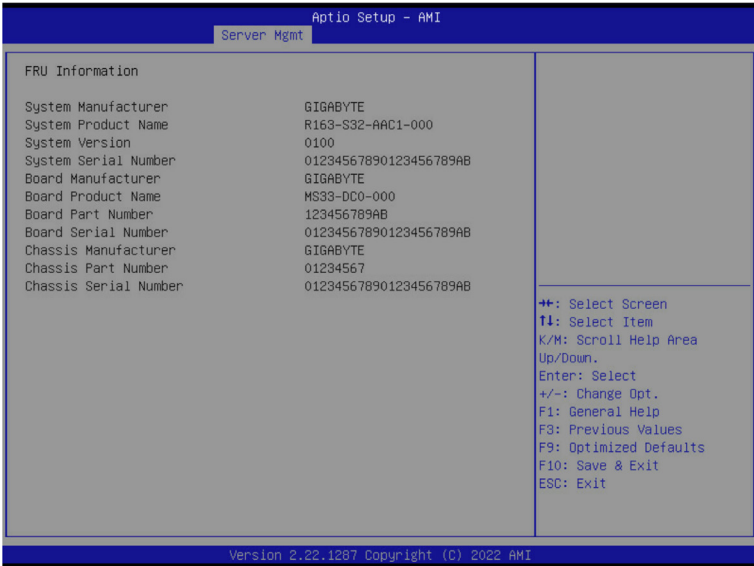 Aptio Setup – AMI
Server Mgmt
FRU Information
System Manufacturer GIGABYTE
System Product Name R163-S32-AAC1-000
System Version 0100
System Serial Number 01234567890123456789AB
Board Manufacturer GIGABYTE
Board Product Name MS33-DC0-000
Board Part Number 123456789AB
Board Serial Number 01234567890123456789AB
Chassis Manufacturer GIGABYTE
Chassis Part Number 01234567
Chassis Serial Number 01234567890123456789AB
→←: Select Screen
↑↓: Select Item
K/M: Scroll Help Area
Up/Down.
Enter: Select
+/-: Change Opt.
F1: General Help
F3: Previous Values
F9: Optimized Defaults
F10: Save & Exit
ESC: Exit
Version 2.22.1287 Copyright (C) 2022 AMI